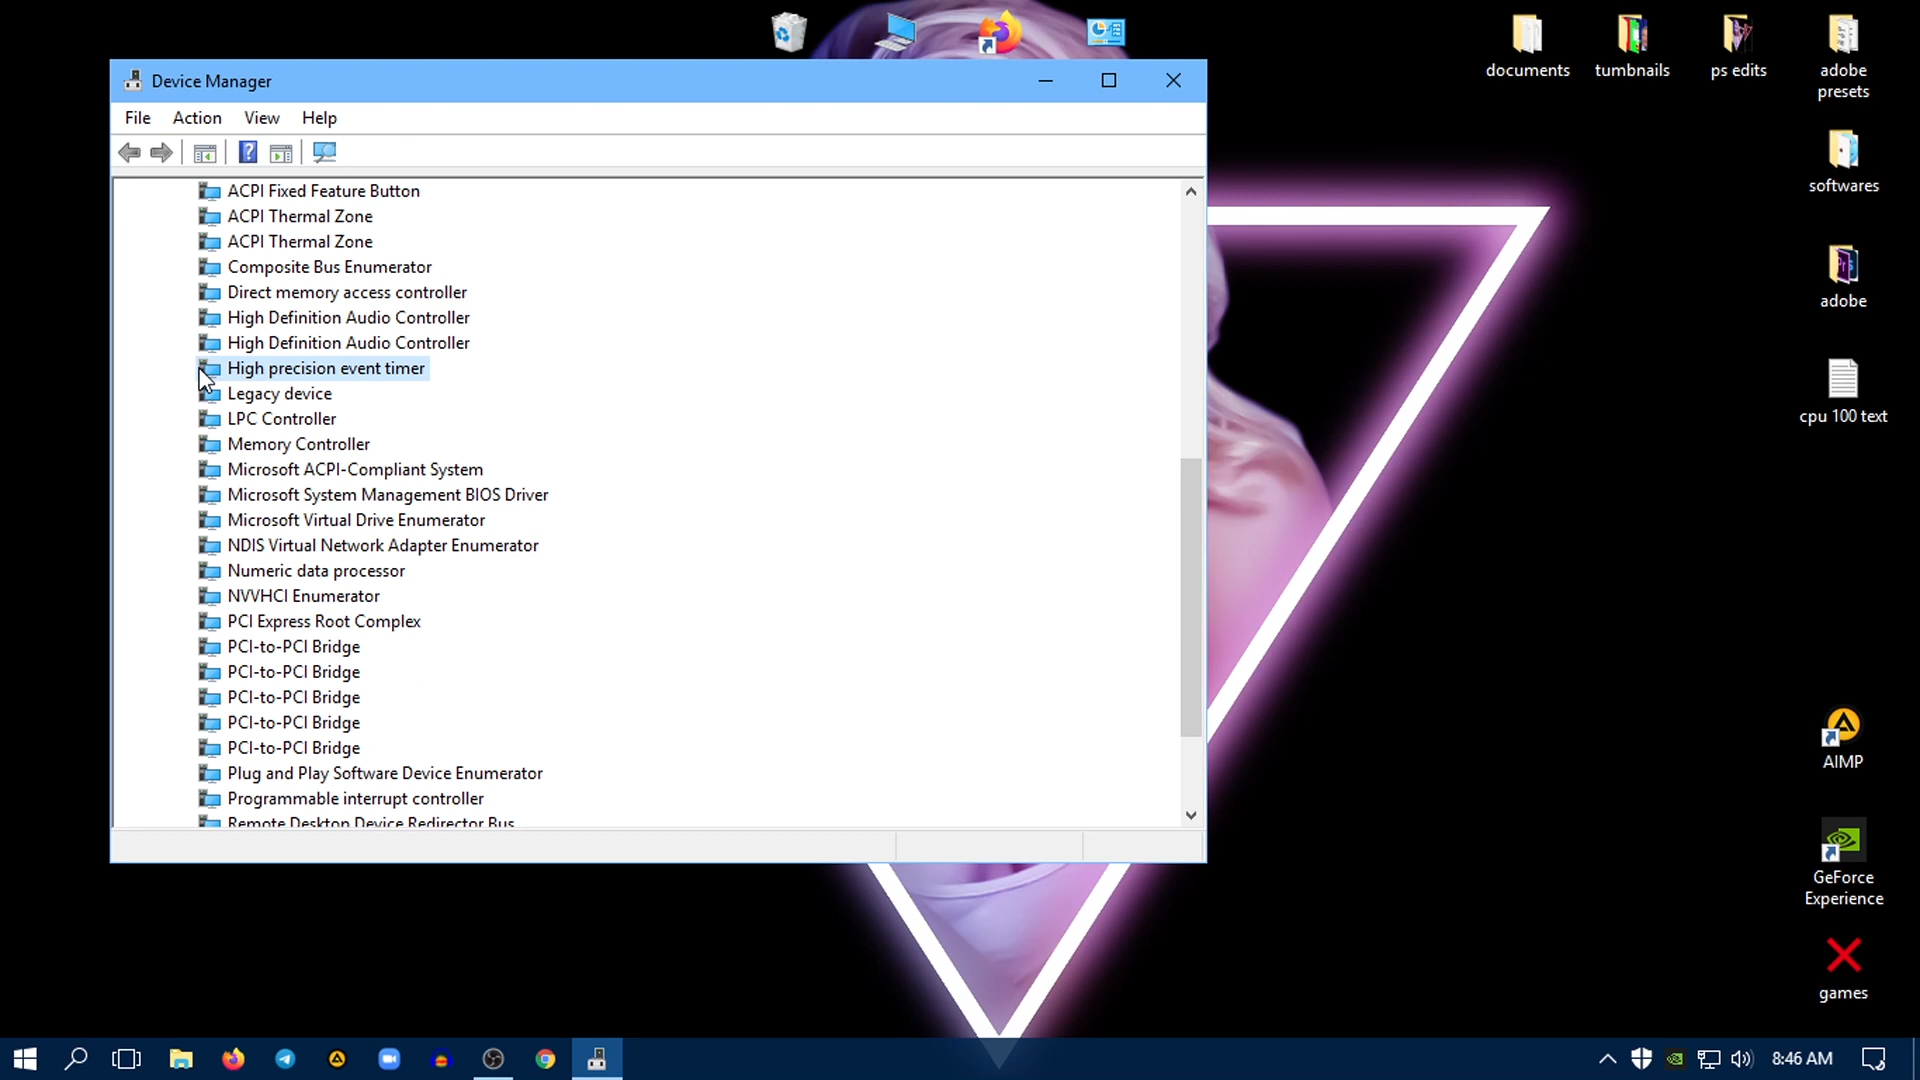 Device Manager
File Action View Help
ACPI Fixed Feature Button
ACPI Thermal Zone
ACPI Thermal Zone
Composite Bus Enumerator
Direct memory access controller
High Definition Audio Controller
High Definition Audio Controller
High precision event timer
Legacy device
LPC Controller
Memory Controller
Microsoft ACPI-Compliant System
Microsoft System Management BIOS Driver
Microsoft Virtual Drive Enumerator
NDIS Virtual Network Adapter Enumerator
Numeric data processor
NVVHCI Enumerator
PCI Express Root Complex
PCI-to-PCI Bridge
PCI-to-PCI Bridge
PCI-to-PCI Bridge
PCI-to-PCI Bridge
PCI-to-PCI Bridge
Plug and Play Software Device Enumerator
Programmable interrupt controller
Remote Desktop Device Redirector Bus
documents
tumbnails
ps edits
adobe
presets
softwares
Pr
adobe
cpu 100 text
AIMP
GeForce
Experience
games
8:46 AM